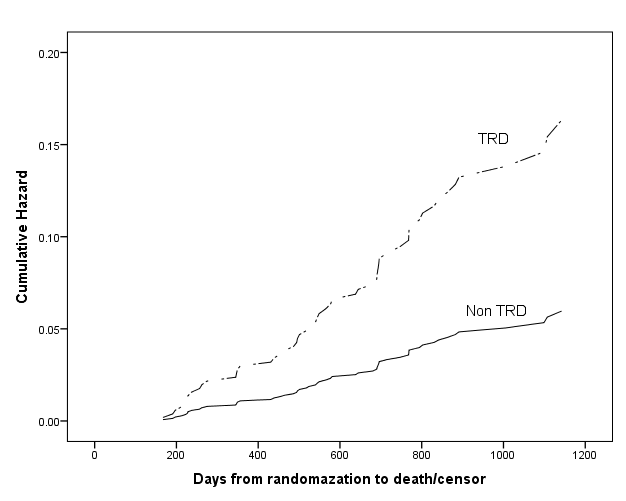 0.20
0.15
0.10
0.05
0.00
Cumulative Hazard
TRD
Non TRD
0 200 400 600 800 1000 1200
Days from randomazation to death/censor